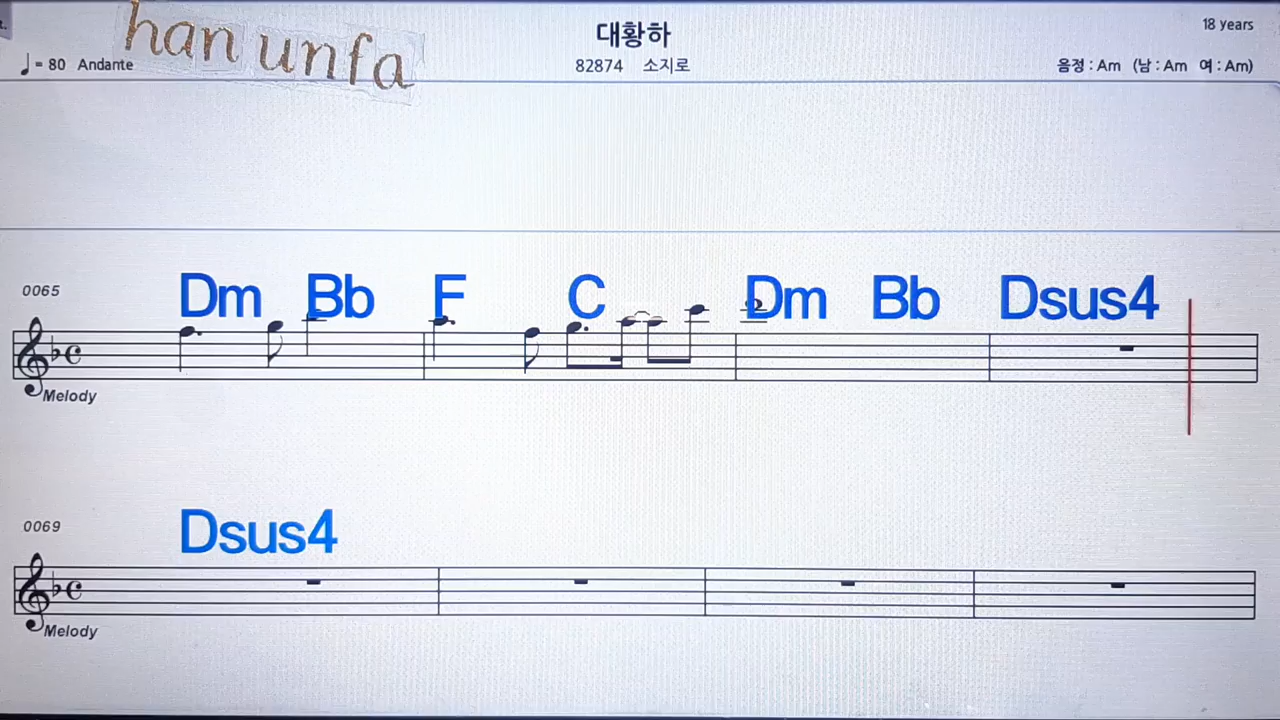 han unfa
대황하
18 years
♩ = 80 Andante
82874 소지로
음정 : Am (남 : Am 여 : Am)
0065
Dm Bb F C Dm Bb Dsus4
Melody
0069
Dsus4
Melody